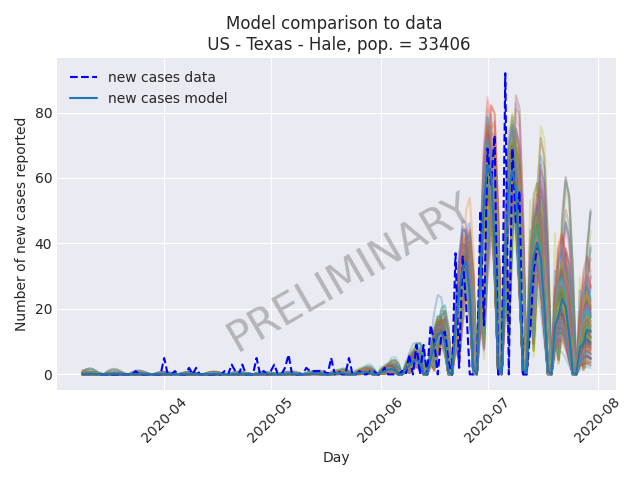 Model comparison to data
US - Texas - Hale, pop. = 33406
new cases data
new cases model
Number of new cases reported
80
60
40
20
0
PRELIMINARY
2020-04
2020-05
2020-06
2020-07
2020-08
Day